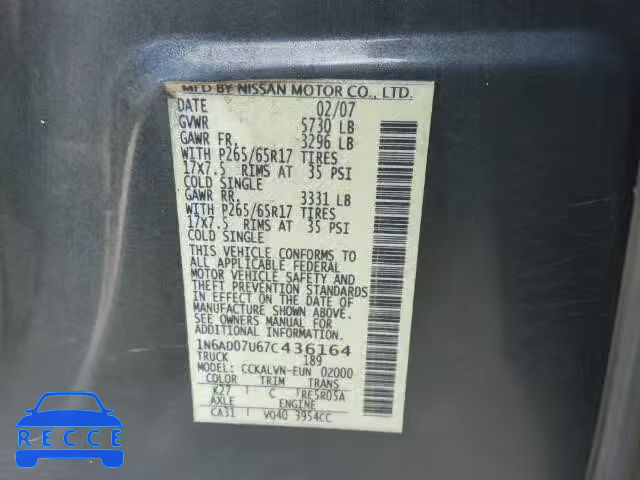 MFD BY NISSAN MOTOR CO., LTD.
DATE 02/07
GVWR 5730 LB
GAWR FR. 3296 LB
WITH P265/65R17 TIRES
17X7.5 RIMS AT 35 PSI
COLD SINGLE
GAWR RR. 3331 LB
WITH P265/65R17 TIRES
17X7.5 RIMS AT 35 PSI
COLD SINGLE
THIS VEHICLE CONFORMS TO
ALL APPLICABLE FEDERAL
MOTOR VEHICLE SAFETY AND
THEFT PREVENTION STANDARDS
IN EFFECT ON THE DATE OF
MANUFACTURE SHOWN ABOVE.
SEE OWNERS MANUAL FOR
ADDITIONAL INFORMATION.
1N6AD07U67C436164
TRUCK 189
MODEL: CCKALVN-EUN 02000
COLOR TRIM TRANS
K27 C RE5R05A
AXLE ENGINE
CA31 VQ40 3954CC
RECCE